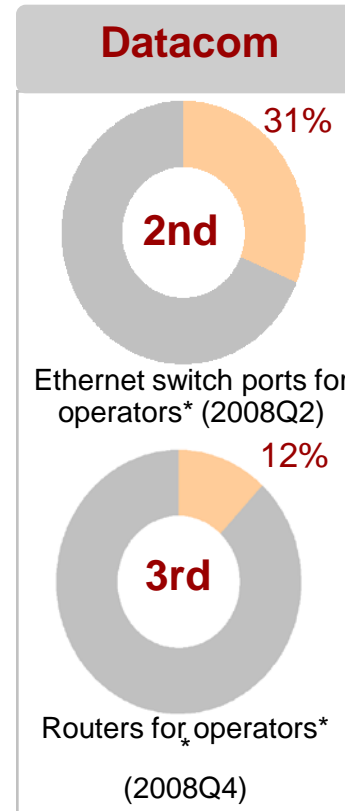 Datacom
31%
2nd
Ethernet switch ports for
operators* (2008Q2)
12%
3rd
Routers for operators*
*
(2008Q4)